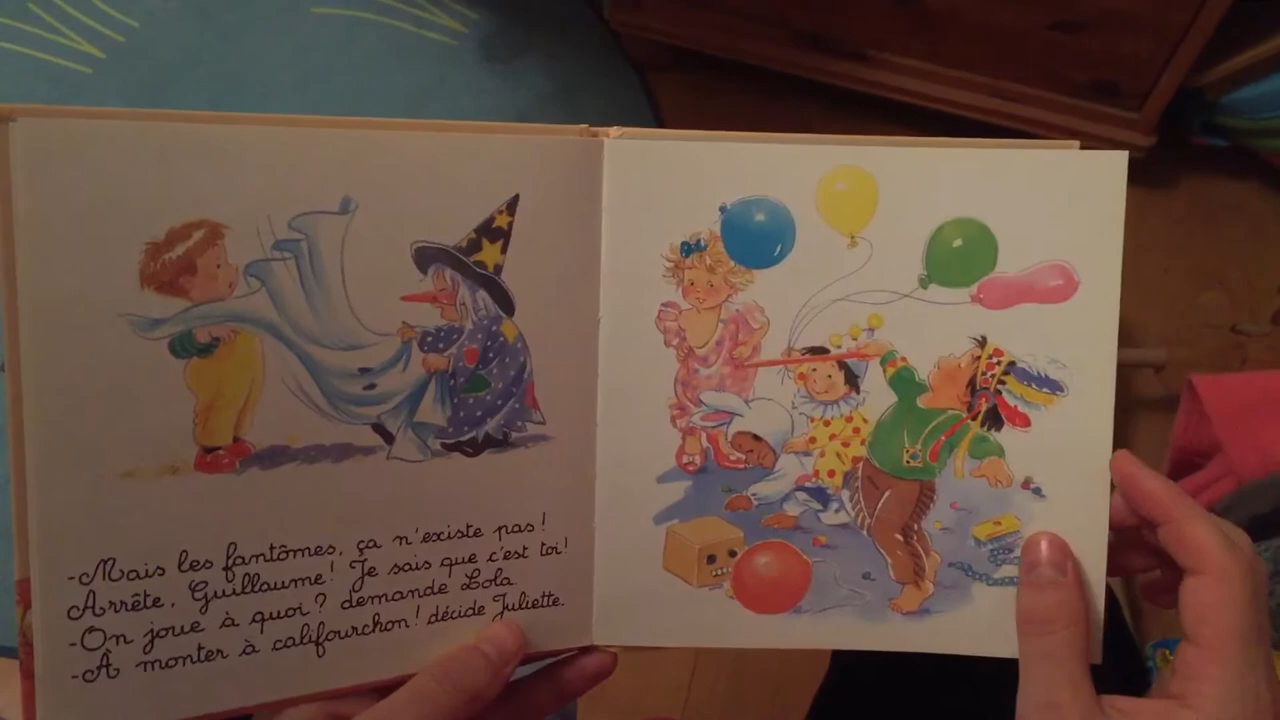 -Mais les fantômes, ça n'existe pas!
Arrête, Guillaume! Je sais que c'est toi!
-On joue à quoi? demande Lola.
-À monter à califourchon! décide Juliette.